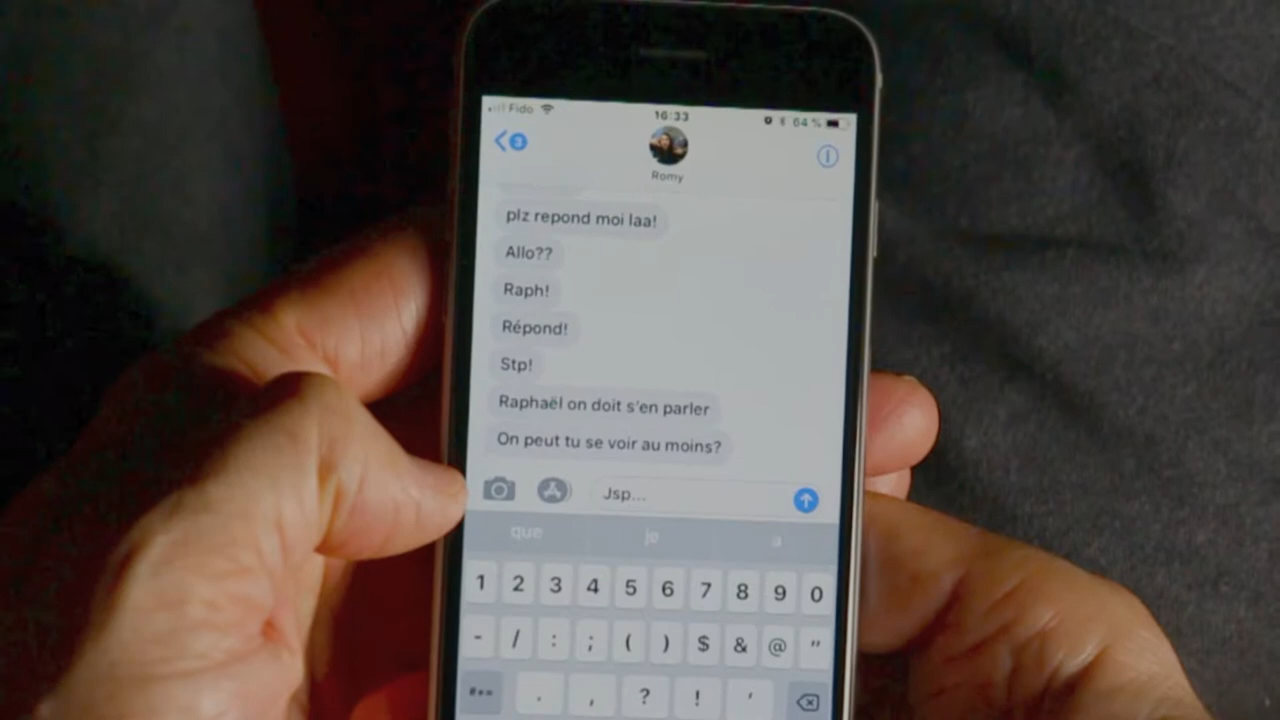 Fido 16:33 64 %
3
Romy
plz repond moi laa!
Allo??
Raph!
Répond!
Stp!
Raphaël on doit s'en parler
On peut tu se voir au moins?
Jsp...
que je a
1 2 3 4 5 6 7 8 9 0
- / : ; ( ) $ & @ "
#+= . , ? ! '